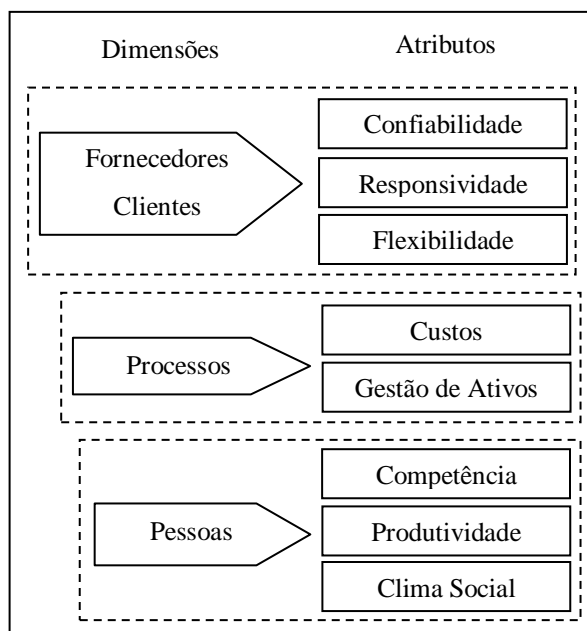 Dimensões
Atributos
Fornecedores
Clientes
Confiabilidade
Responsividade
Flexibilidade
Processos
Custos
Gestão de Ativos
Pessoas
Competência
Produtividade
Clima Social